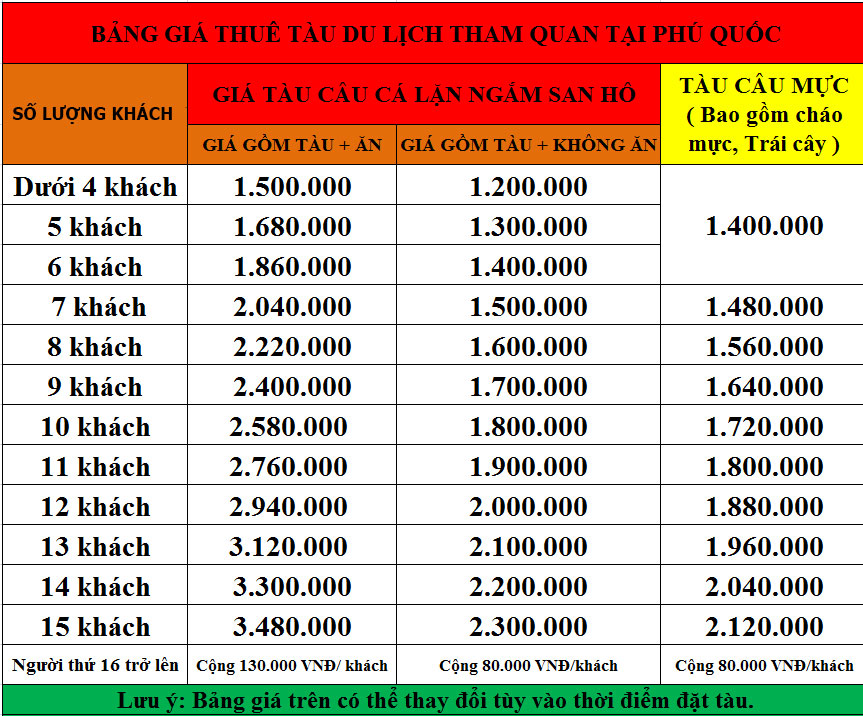 BẢNG GIÁ THUÊ TÀU DU LỊCH THAM QUAN TẠI PHÚ QUỐC
SỐ LƯỢNG KHÁCH
GIÁ TÀU CÂU CÁ LẶN NGẮM SAN HÔ
TÀU CÂU MỰC
( Bao gồm cháo
mực, Trái cây )
GIÁ GỒM TÀU + ĂN
GIÁ GỒM TÀU + KHÔNG ĂN
Dưới 4 khách 1.500.000 1.200.000
5 khách 1.680.000 1.300.000 1.400.000
6 khách 1.860.000 1.400.000
7 khách 2.040.000 1.500.000 1.480.000
8 khách 2.220.000 1.600.000 1.560.000
9 khách 2.400.000 1.700.000 1.640.000
10 khách 2.580.000 1.800.000 1.720.000
11 khách 2.760.000 1.900.000 1.800.000
12 khách 2.940.000 2.000.000 1.880.000
13 khách 3.120.000 2.100.000 1.960.000
14 khách 3.300.000 2.200.000 2.040.000
15 khách 3.480.000 2.300.000 2.120.000
Người thứ 16 trở lên Cộng 130.000 VNĐ/ khách Cộng 80.000 VNĐ/khách Cộng 80.000 VNĐ/khách
Lưu ý: Bảng giá trên có thể thay đổi tùy vào thời điểm đặt tàu.